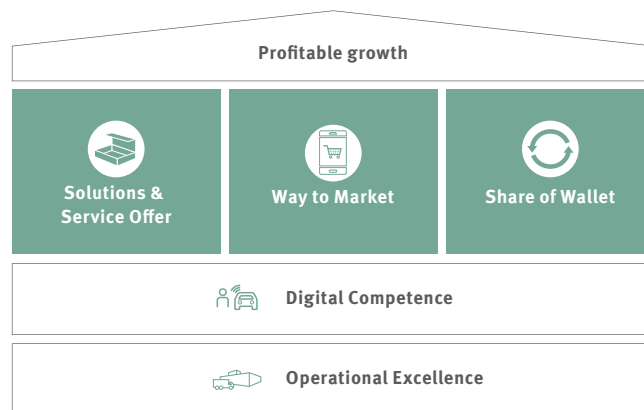 Profitable growth
Solutions &
Service Offer
Way to Market
Share of Wallet
Digital Competence
Operational Excellence